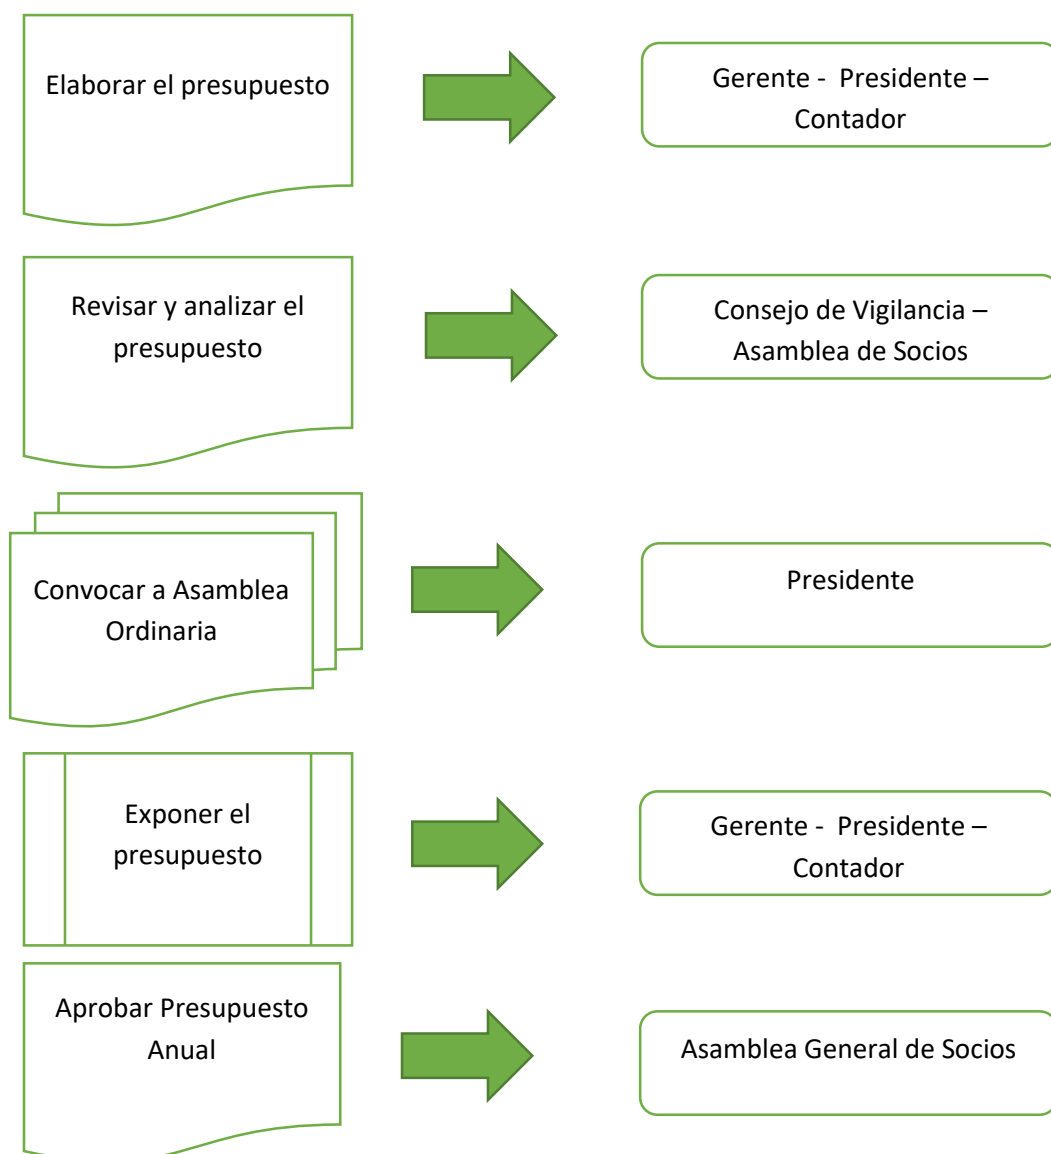 Elaborar el presupuesto
Gerente - Presidente –
Contador
Revisar y analizar el
presupuesto
Consejo de Vigilancia –
Asamblea de Socios
Convocar a Asamblea
Ordinaria
Presidente
Exponer el
presupuesto
Gerente - Presidente –
Contador
Aprobar Presupuesto
Anual
Asamblea General de Socios